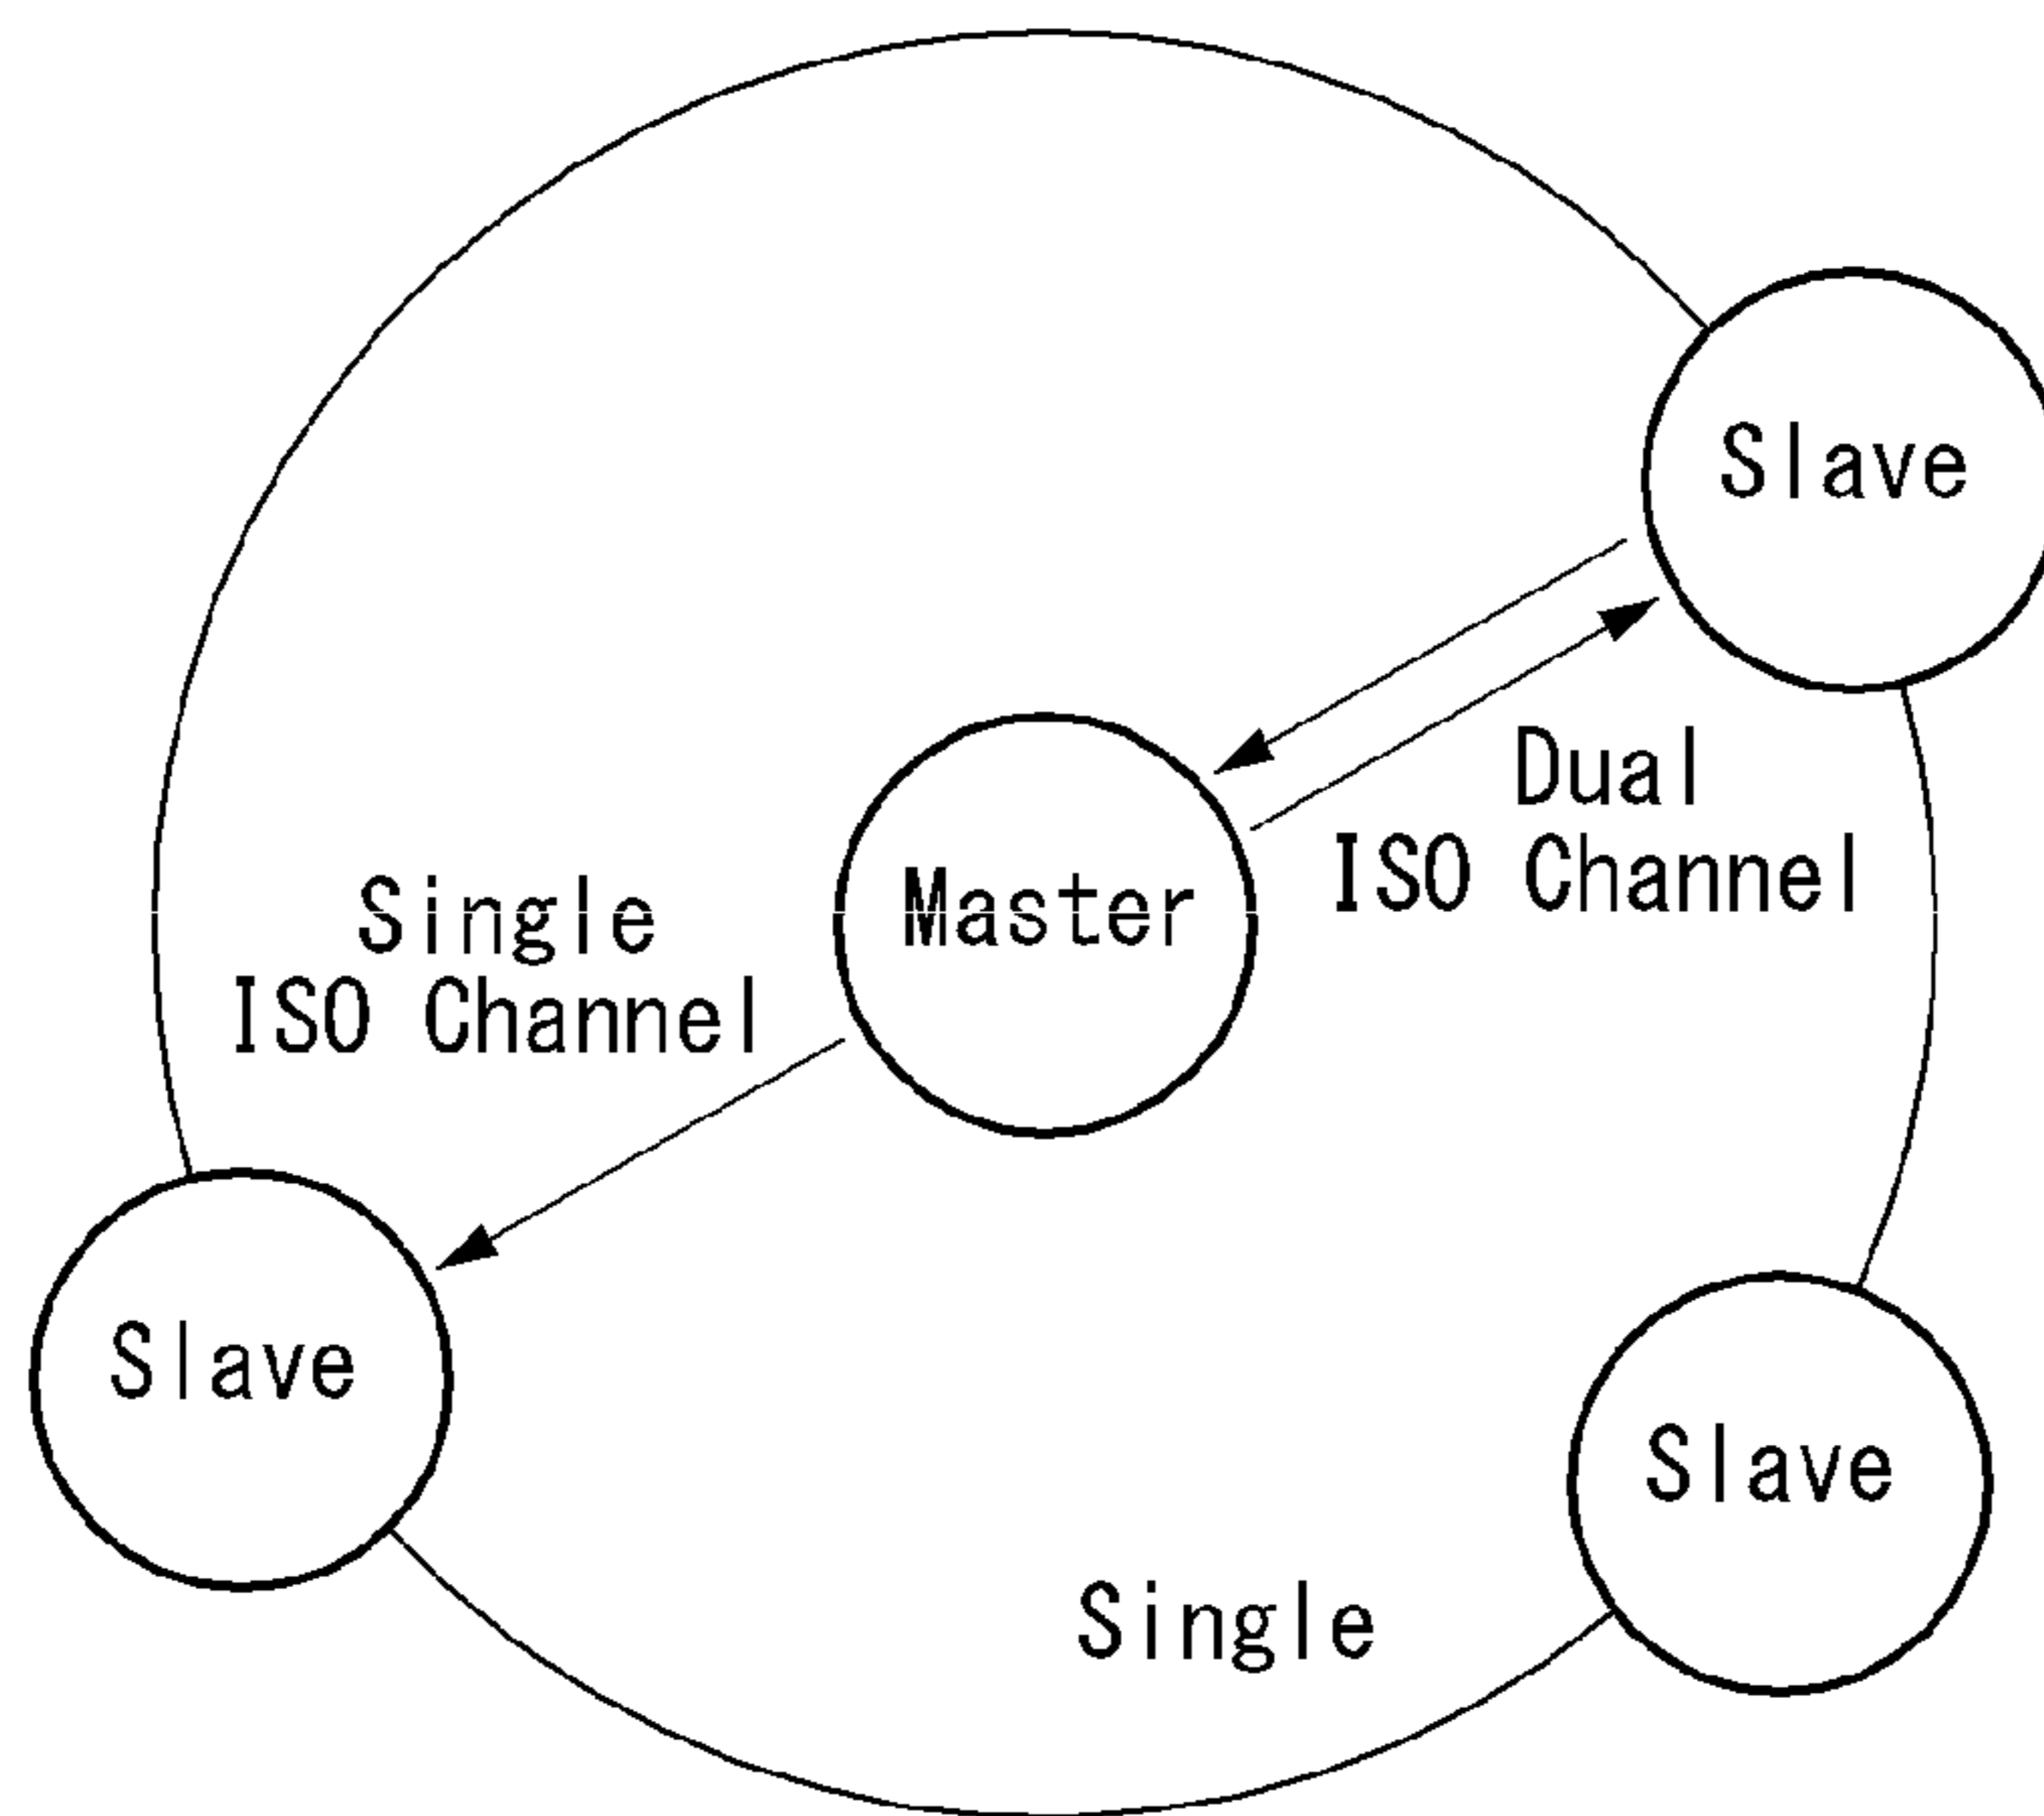 Slave
Dual
ISO Channel
Master
Single
ISO Channel
Slave
Slave
Single